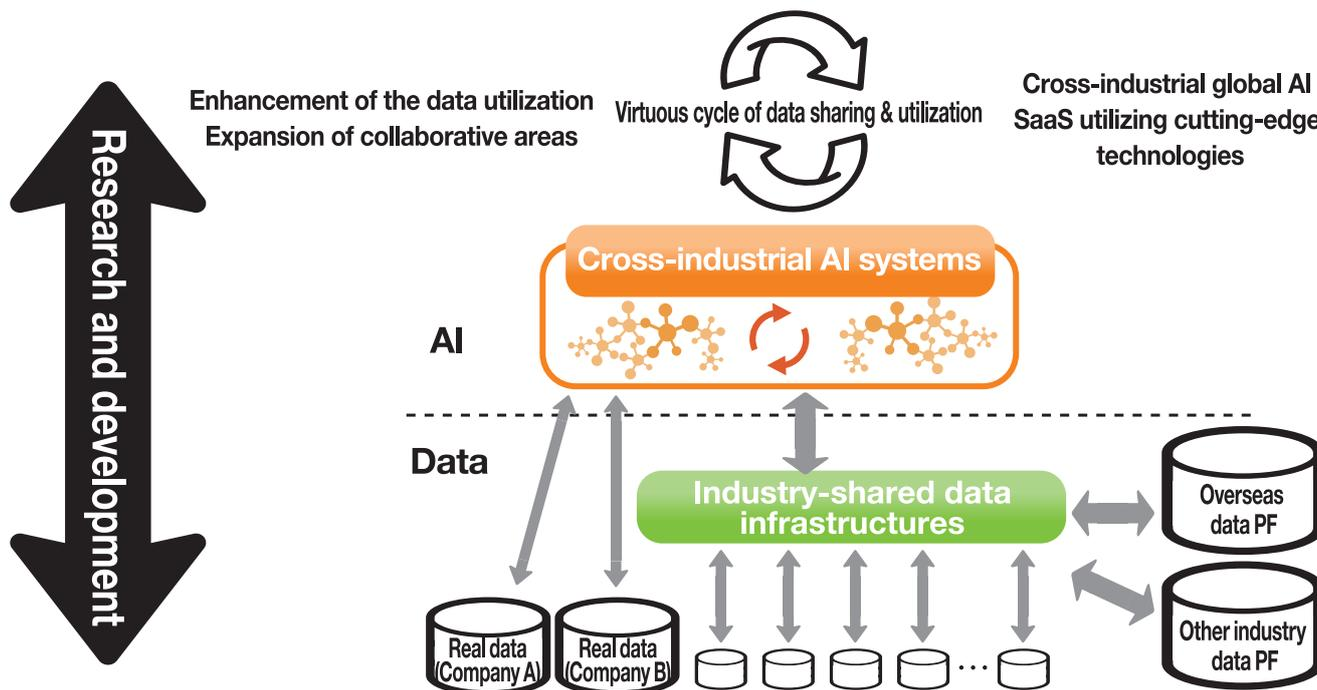 Research and development
Enhancement of the data utilization
Expansion of collaborative areas
Virtuous cycle of data sharing & utilization
Cross-industrial global AI
SaaS utilizing cutting-edge
technologies
Cross-industrial AI systems
AI
Data
Industry-shared data
infrastructures
Overseas
data PF
Other industry
data PF
Real data
(Company A)
Real data
(Company B)
...